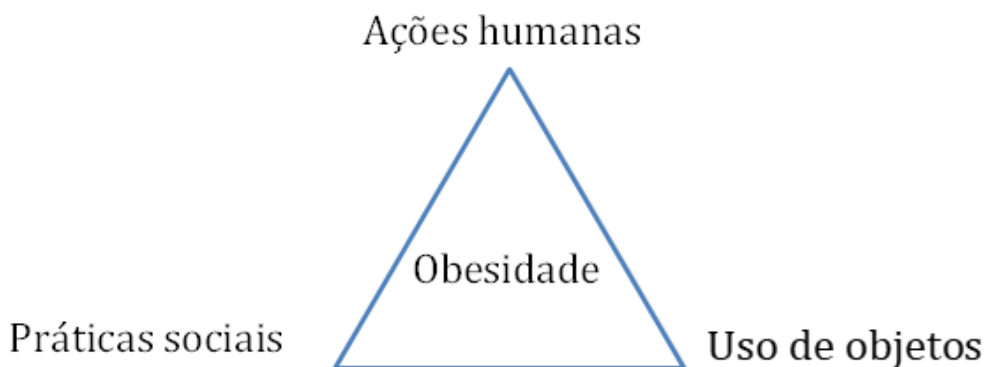 Ações humanas
Obesidade
Práticas sociais
Uso de objetos